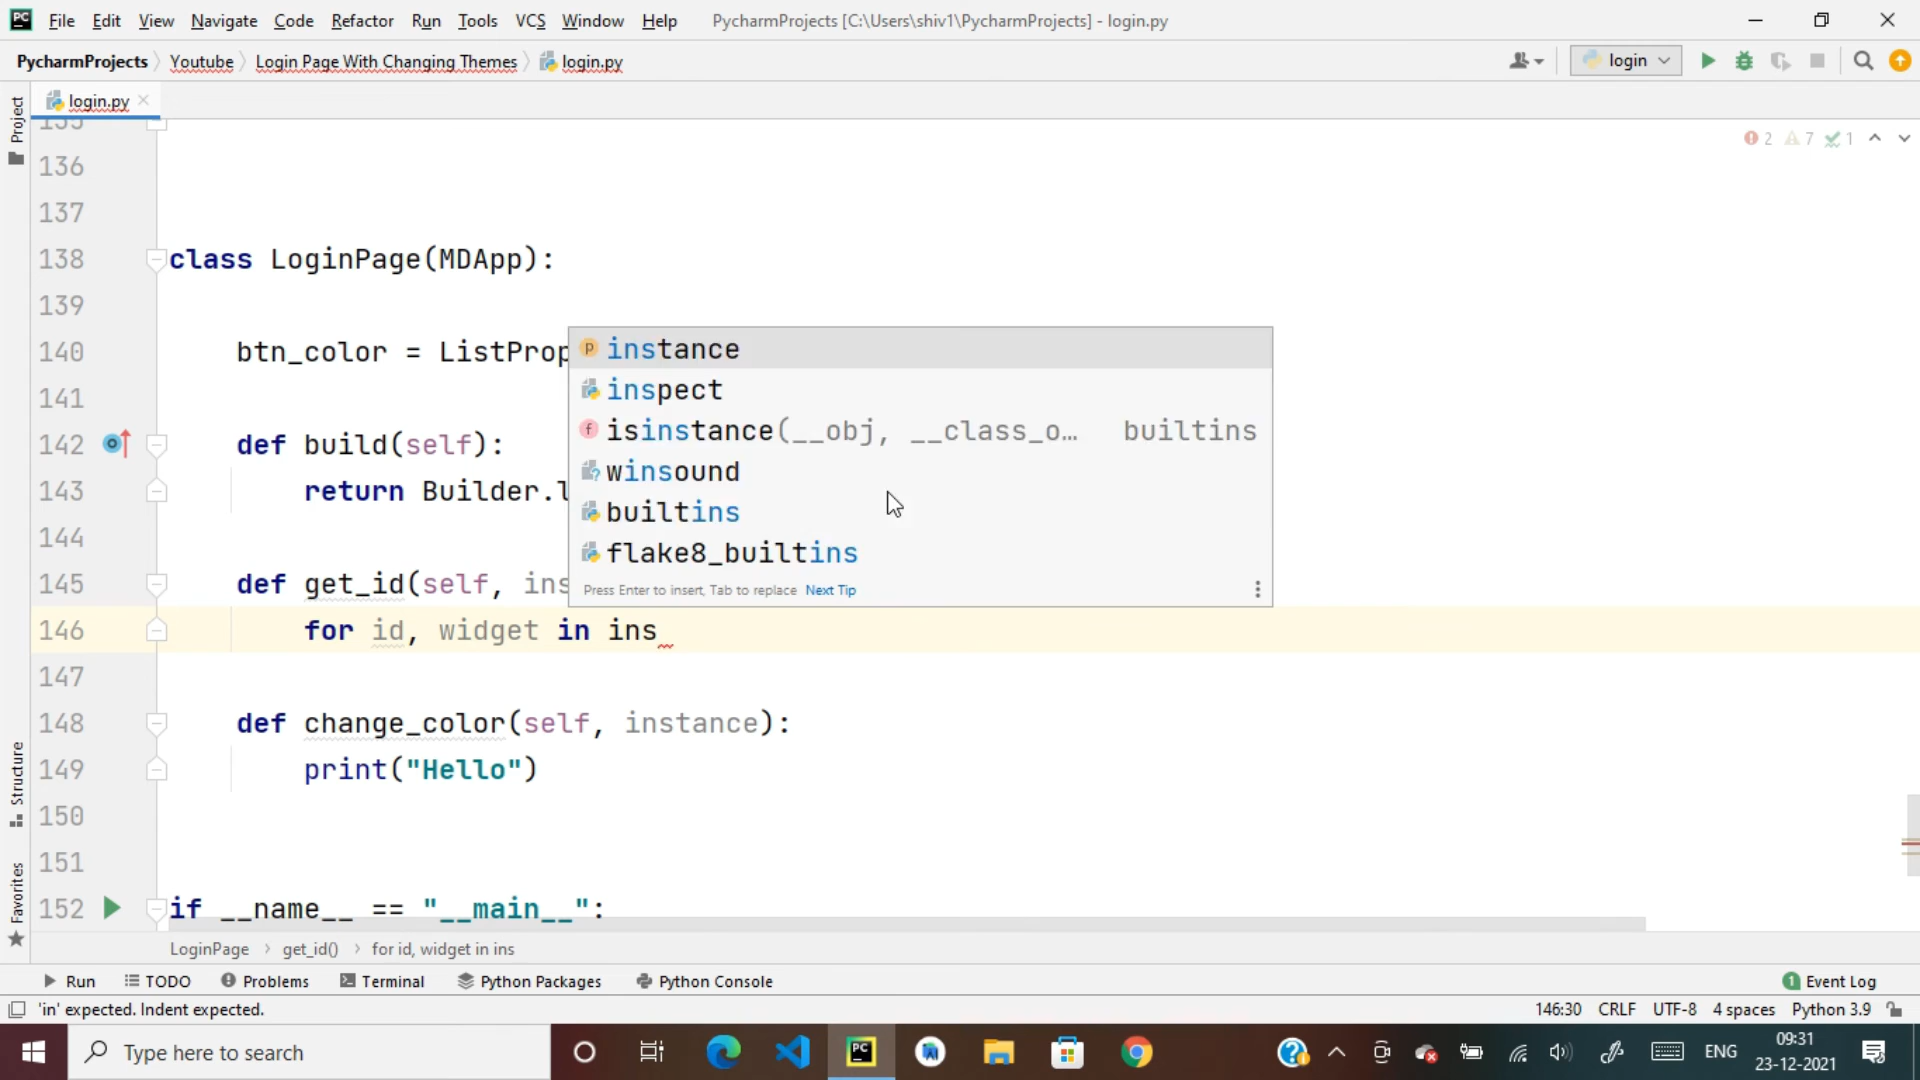 PC File Edit View Navigate Code Refactor Run Tools VCS Window Help PycharmProjects [C:\Users\shiv1\PycharmProjects] - login.py
PycharmProjects Youtube Login Page With Changing Themes login.py login
Project
login.py
2 7 1
135
136
137
138 class LoginPage(MDApp):
139
140 btn_color = ListProp
141
142 def build(self):
143 return Builder.l
144
145 def get_id(self, ins
146 for id, widget in ins
147
148 def change_color(self, instance):
149 print("Hello")
150
151
152 if __name__ == "__main__":
instance
inspect
isinstance(__obj, __class_o… builtins
winsound
builtins
flake8_builtins
Press Enter to insert, Tab to replace Next Tip
Structure
Favorites
LoginPage get_id() for id, widget in ins
Run TODO Problems Terminal Python Packages Python Console 1 Event Log
'in' expected. Indent expected. 146:30 CRLF UTF-8 4 spaces Python 3.9
Type here to search PC ENG 09:31
23-12-2021